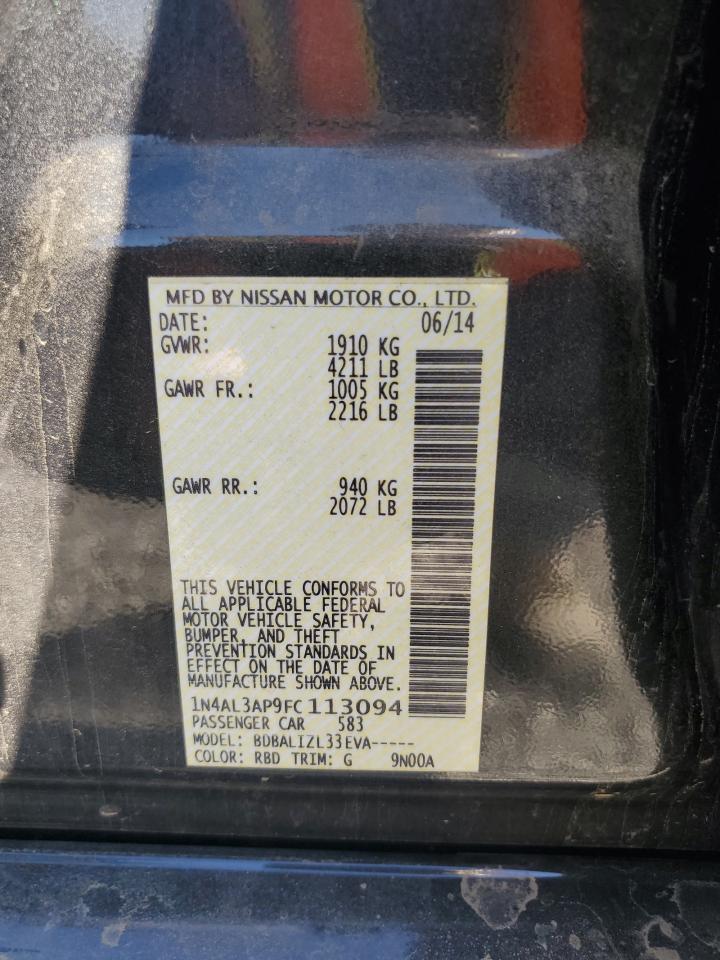 MFD BY NISSAN MOTOR CO., LTD.
DATE: 06/14
GVWR: 1910 KG
4211 LB
GAWR FR.: 1005 KG
2216 LB
GAWR RR.: 940 KG
2072 LB
THIS VEHICLE CONFORMS TO
ALL APPLICABLE FEDERAL
MOTOR VEHICLE SAFETY,
BUMPER, AND THEFT
PREVENTION STANDARDS IN
EFFECT ON THE DATE OF
MANUFACTURE SHOWN ABOVE.
1N4AL3AP9FC113094
PASSENGER CAR 583
MODEL: BDBALIZL33EVA-----
COLOR: RBD TRIM: G 9N00A